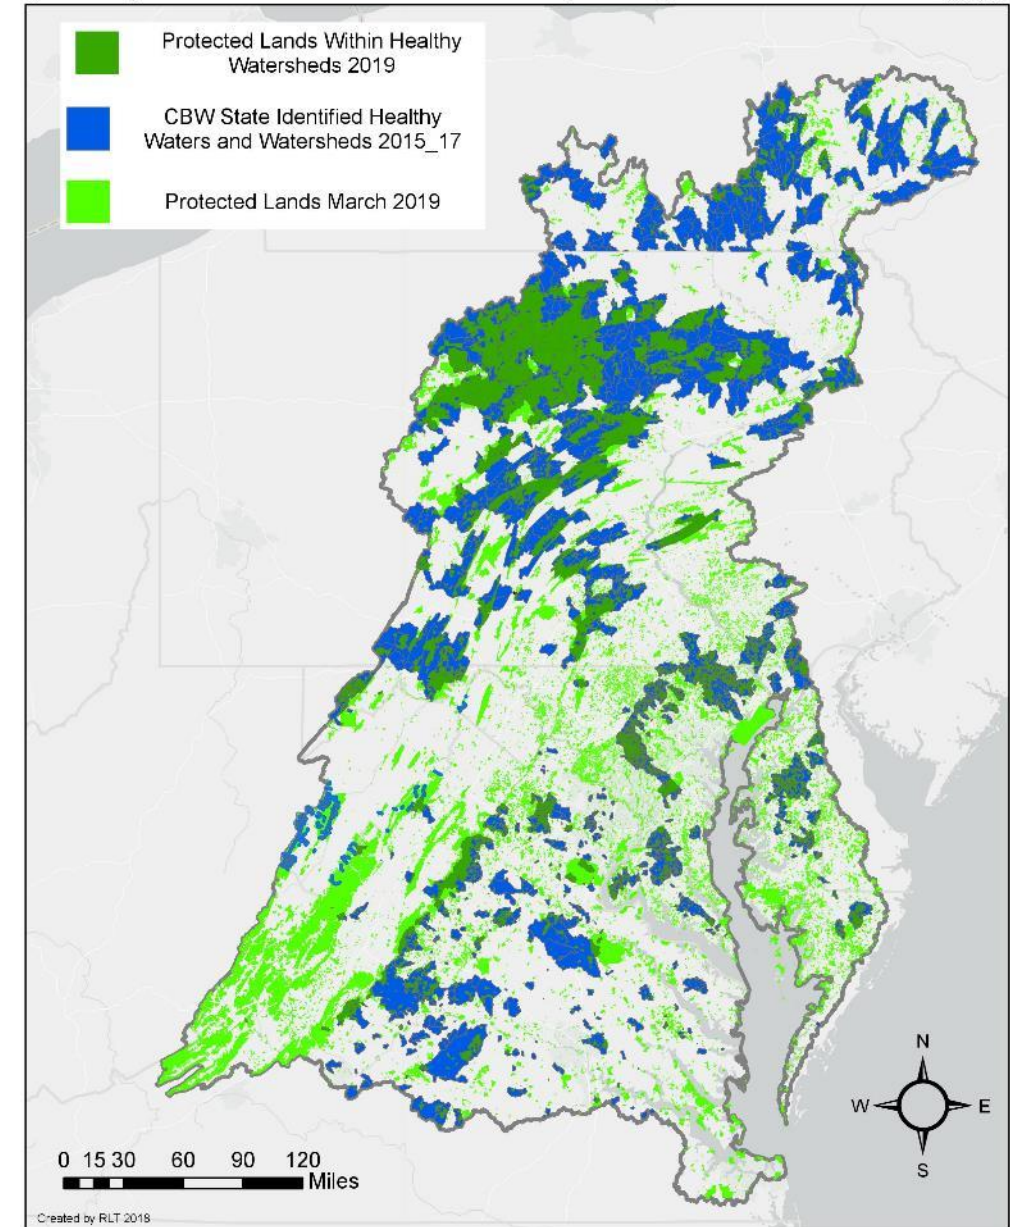 Protected Lands Within Healthy
Watersheds 2019
CBW State Identified Healthy
Waters and Watersheds 2015_17
Protected Lands March 2019
N
W E
S
0 15 30 60 90 120
Miles
Created by RLT 2018